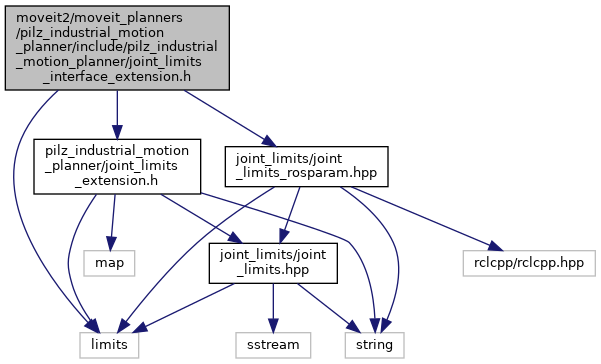 moveit2/moveit_planners
/pilz_industrial_motion
_planner/include/pilz_industrial
_motion_planner/joint_limits
_interface_extension.h
pilz_industrial_motion
_planner/joint_limits
_extension.h
joint_limits/joint
_limits_rosparam.hpp
map
joint_limits/joint
_limits.hpp
rclcpp/rclcpp.hpp
limits
sstream
string